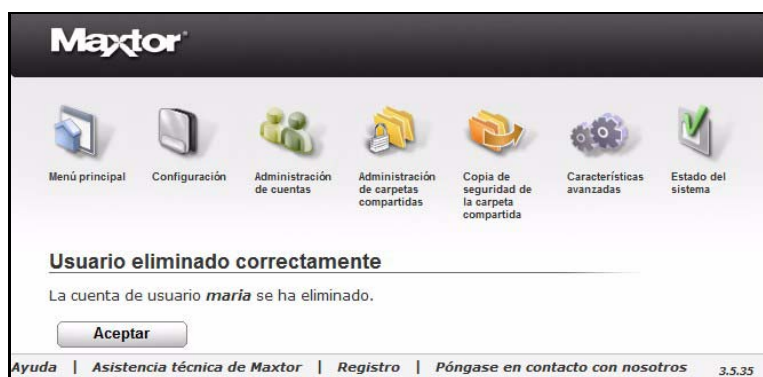 Maxtor
Menú principal
Configuración
Administración
de cuentas
Administración
de carpetas
compartidas
Copia de
seguridad de
la carpeta
compartida
Características
avanzadas
Estado del
sistema
Usuario eliminado correctamente
La cuenta de usuario maria se ha eliminado.
Aceptar
Ayuda | Asistencia técnica de Maxtor | Registro | Póngase en contacto con nosotros 3.5.35